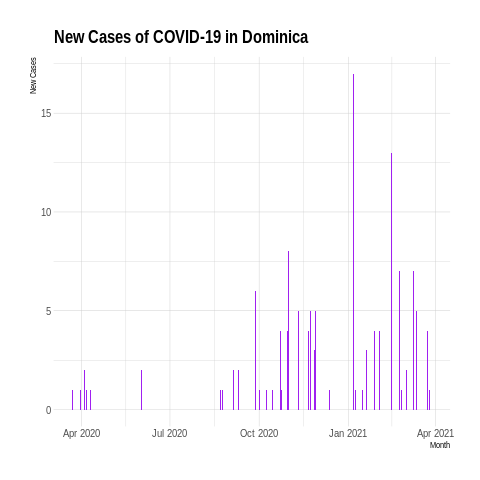 New Cases of COVID-19 in Dominica
New Cases
15
10
5
0
Apr 2020 Jul 2020 Oct 2020 Jan 2021 Apr 2021
Month